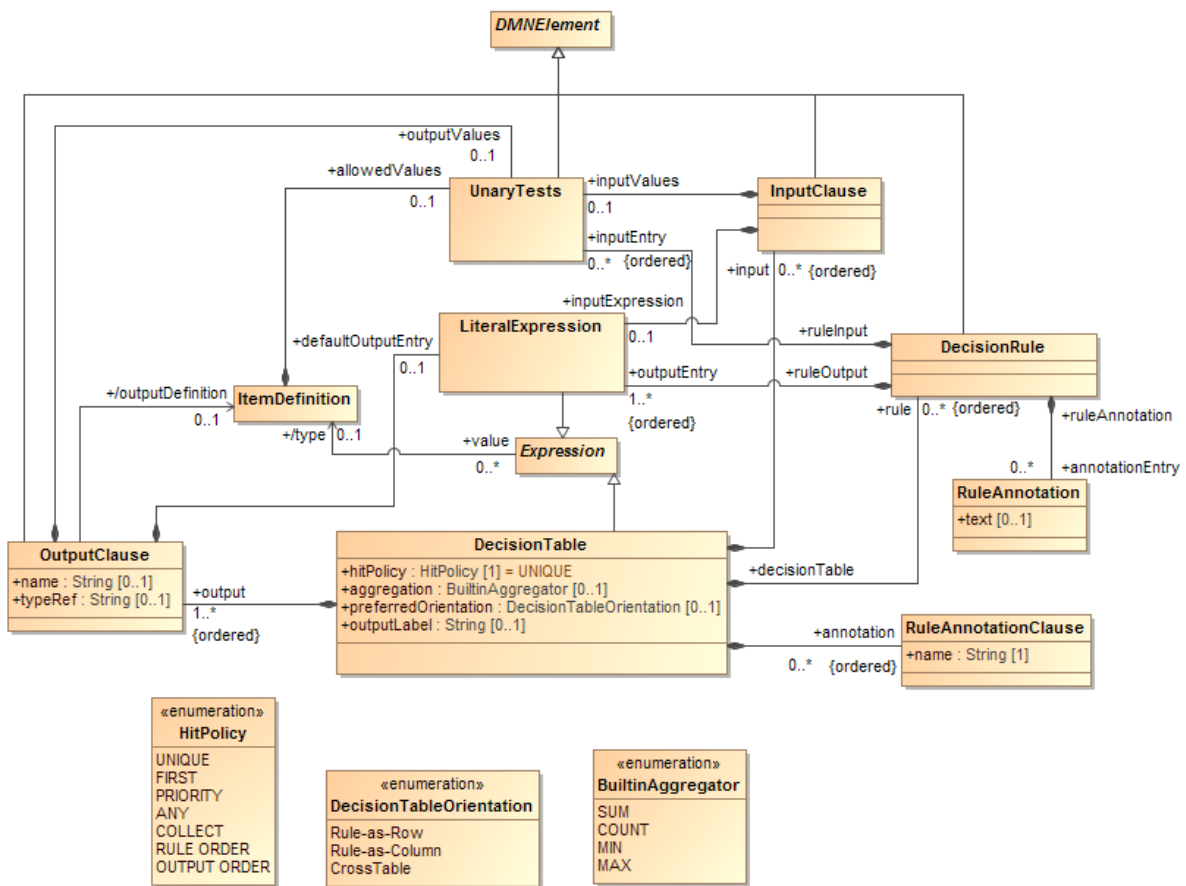 DMNElement
+outputValues
0..1
+allowedValues
0..1
UnaryTests
+inputValues
0..1
InputClause
+inputEntry
0..* {ordered}
+input 0..* {ordered}
+inputExpression
0..1
LiteralExpression
+defaultOutputEntry
0..1
+ruleInput
DecisionRule
+outputEntry
1..*
{ordered}
+ruleOutput
+rule 0..* {ordered}
+/outputDefinition
0..1
ItemDefinition
+/type 0..1
+value
0..*
Expression
+ruleAnnotation
0..*
+annotationEntry
RuleAnnotation
+text [0..1]
OutputClause
+name : String [0..1]
+typeRef : String [0..1]
+output
1..*
{ordered}
DecisionTable
+hitPolicy : HitPolicy [1] = UNIQUE
+aggregation : BuiltinAggregator [0..1]
+preferredOrientation : DecisionTableOrientation [0..1]
+outputLabel : String [0..1]
+decisionTable
+annotation
0..* {ordered}
RuleAnnotationClause
+name : String [1]
«enumeration»
HitPolicy
UNIQUE
FIRST
PRIORITY
ANY
COLLECT
RULE ORDER
OUTPUT ORDER
«enumeration»
DecisionTableOrientation
Rule-as-Row
Rule-as-Column
CrossTable
«enumeration»
BuiltinAggregator
SUM
COUNT
MIN
MAX